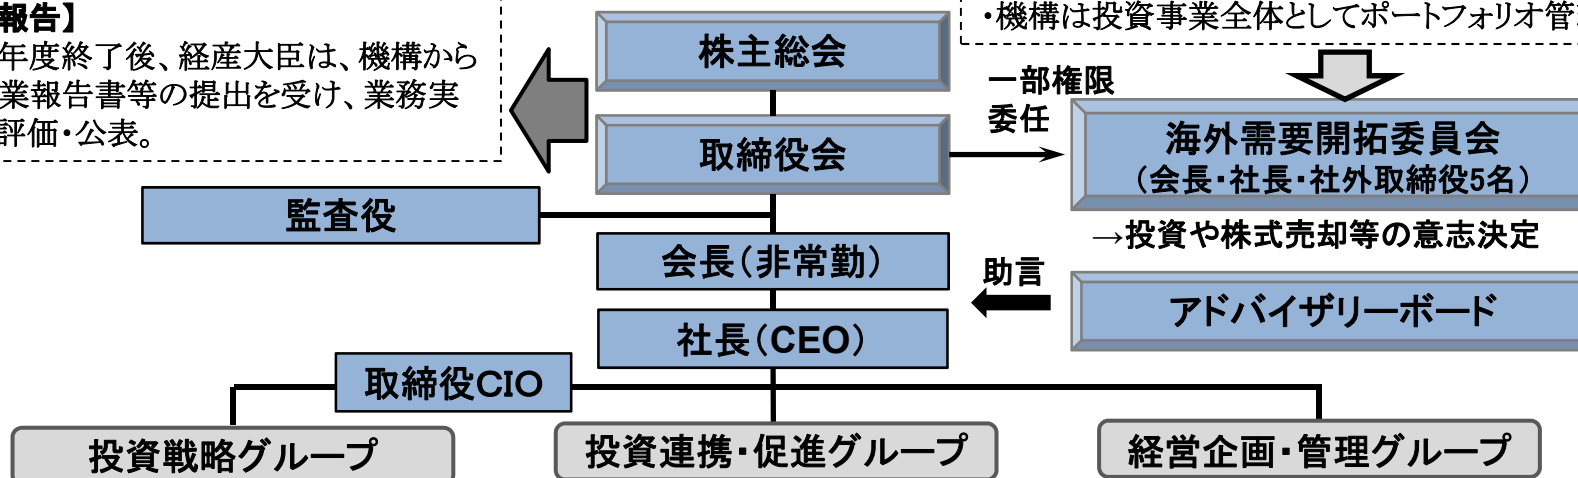 報告】
年度終了後、経産大臣は、機構から
業報告書等の提出を受け、業務実
評価・公表。
・機構は投資事業全体としてポートフォリオ管
株主総会
一部権限
委任
取締役会
海外需要開拓委員会
（会長・社長・社外取締役5名）
→投資や株式売却等の意志決定
監査役
会長（非常勤）
助言
アドバイザリーボード
社長（CEO）
取締役CIO
投資戦略グループ
投資連携・促進グループ
経営企画・管理グループ